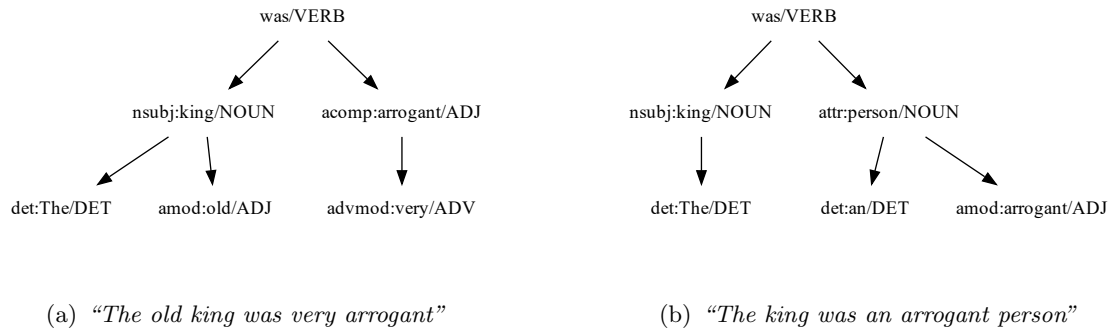 was/VERB was/VERB
nsubj:king/NOUN acomp:arrogant/ADJ nsubj:king/NOUN attr:person/NOUN
det:The/DET amod:old/ADJ advmod:very/ADV det:The/DET det:an/DET amod:arrogant/ADJ
(a) “The old king was very arrogant” (b) “The king was an arrogant person”